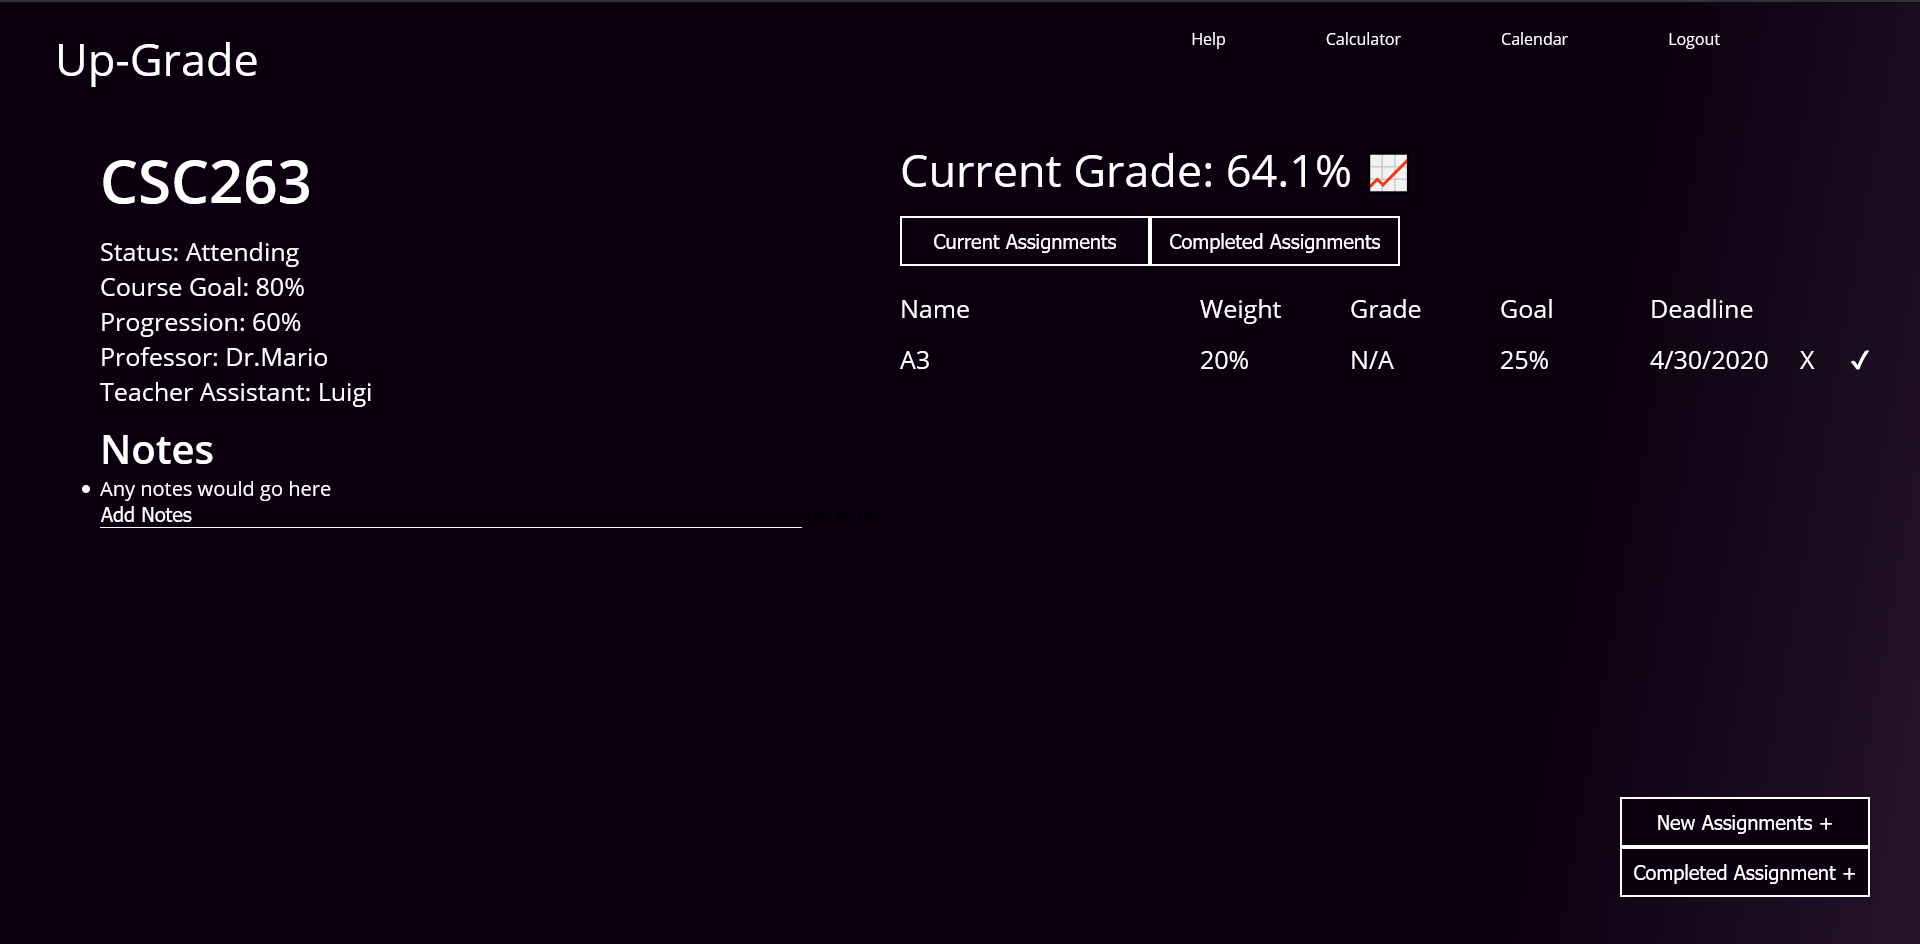 Up-Grade
Help Calculator Calendar Logout
CSC263
Status: Attending
Course Goal: 80%
Progression: 60%
Professor: Dr.Mario
Teacher Assistant: Luigi
Notes
Any notes would go here
Add Notes
Current Grade: 64.1%
Current Assignments Completed Assignments
Name Weight Grade Goal Deadline
A3 20% N/A 25% 4/30/2020 X ✓
New Assignments +
Completed Assignment +